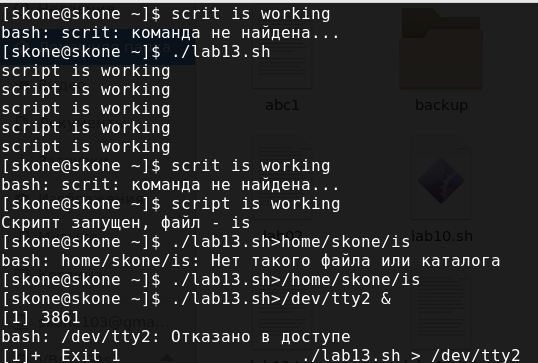 [skone@skone ~]$ scrit is working
bash: scrit: команда не найдена...
[skone@skone ~]$ ./lab13.sh
script is working
script is working
script is working
script is working
script is working
[skone@skone ~]$ scrit is working
bash: scrit: команда не найдена...
[skone@skone ~]$ script is working
Скрипт запущен, файл - is
[skone@skone ~]$ ./lab13.sh>home/skone/is
bash: home/skone/is: Нет такого файла или каталога
[skone@skone ~]$ ./lab13.sh>/home/skone/is
[skone@skone ~]$ ./lab13.sh>/dev/tty2 &
[1] 3861
bash: /dev/tty2: Отказано в доступе
[1]+  Exit 1                  ./lab13.sh > /dev/tty2
abc1
backup
lab02
lab10.sh